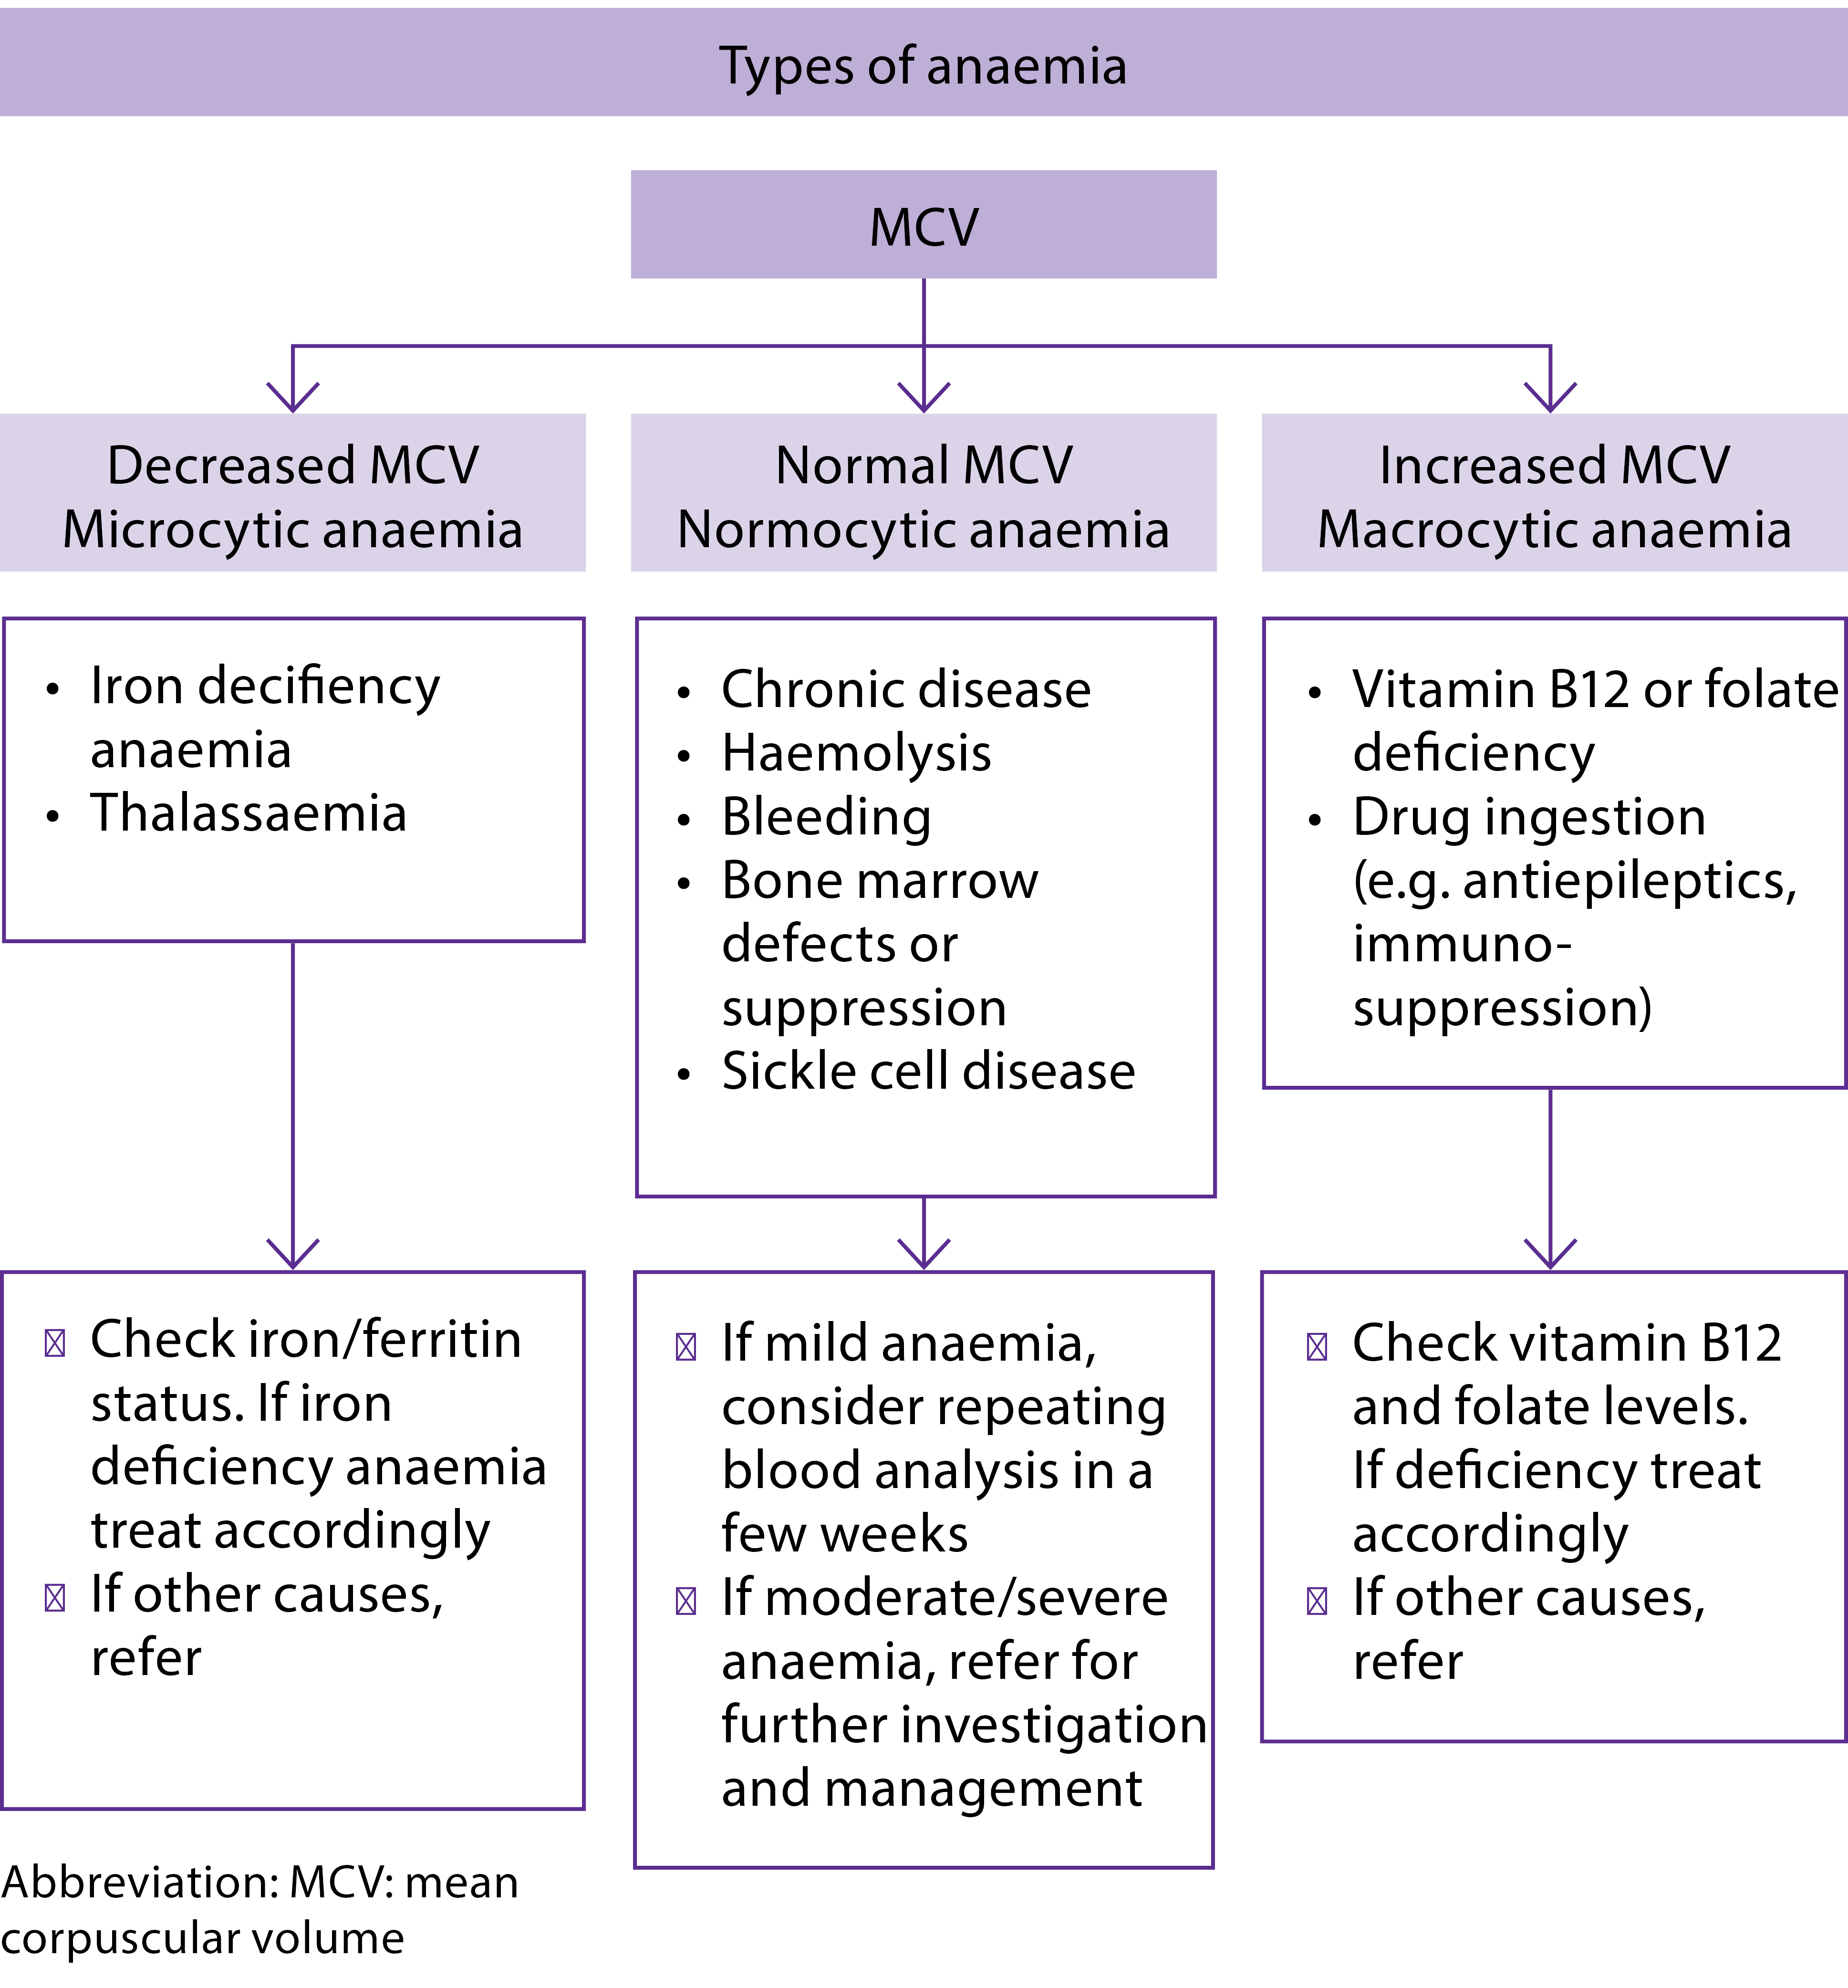 Types of anaemia
MCV
Decreased MCV
Microcytic anaemia
Normal MCV
Normocytic anaemia
Increased MCV
Macrocytic anaemia
• Iron decifiency
anaemia
• Thalassaemia
• Chronic disease
• Haemolysis
• Bleeding
• Bone marrow
defects or
suppression
• Sickle cell disease
• Vitamin B12 or folate
deficiency
• Drug ingestion
(e.g. antiepileptics,
immuno-
suppression)
Check iron/ferritin
status. If iron
deficiency anaemia
treat accordingly
If other causes,
refer
If mild anaemia,
consider repeating
blood analysis in a
few weeks
If moderate/severe
anaemia, refer for
further investigation
and management
Check vitamin B12
and folate levels.
If deficiency treat
accordingly
If other causes,
refer
Abbreviation: MCV: mean
corpuscular volume